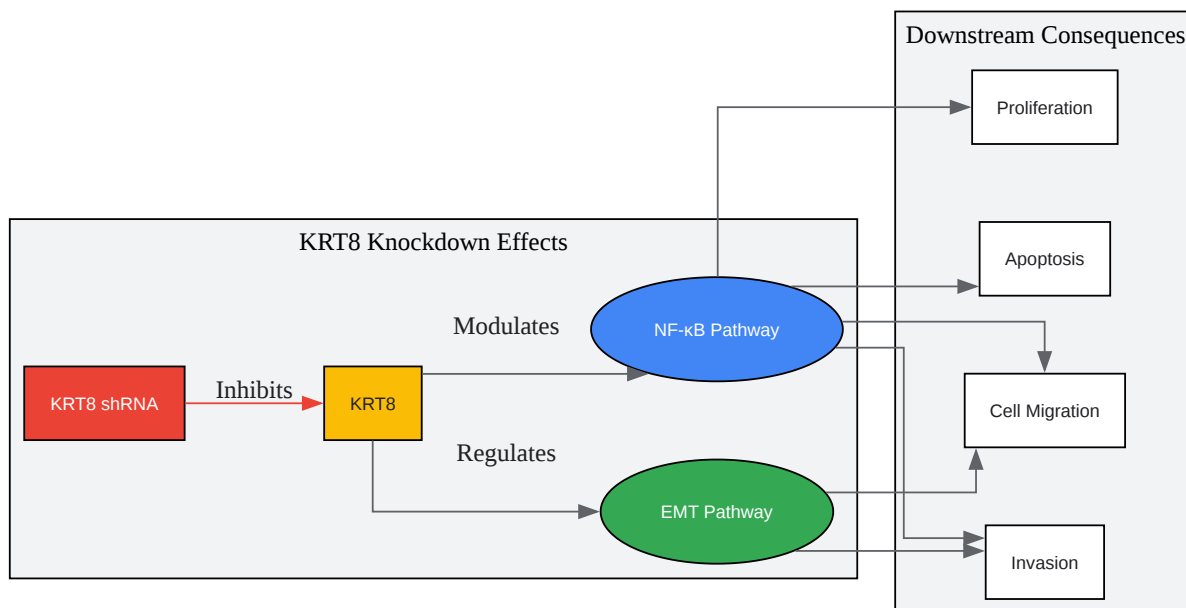 Downstream Consequences
Proliferation
KRT8 Knockdown Effects
Apoptosis
Modulates
NF-κB Pathway
KRT8 shRNA
Inhibits
KRT8
Cell Migration
Regulates
EMT Pathway
Invasion